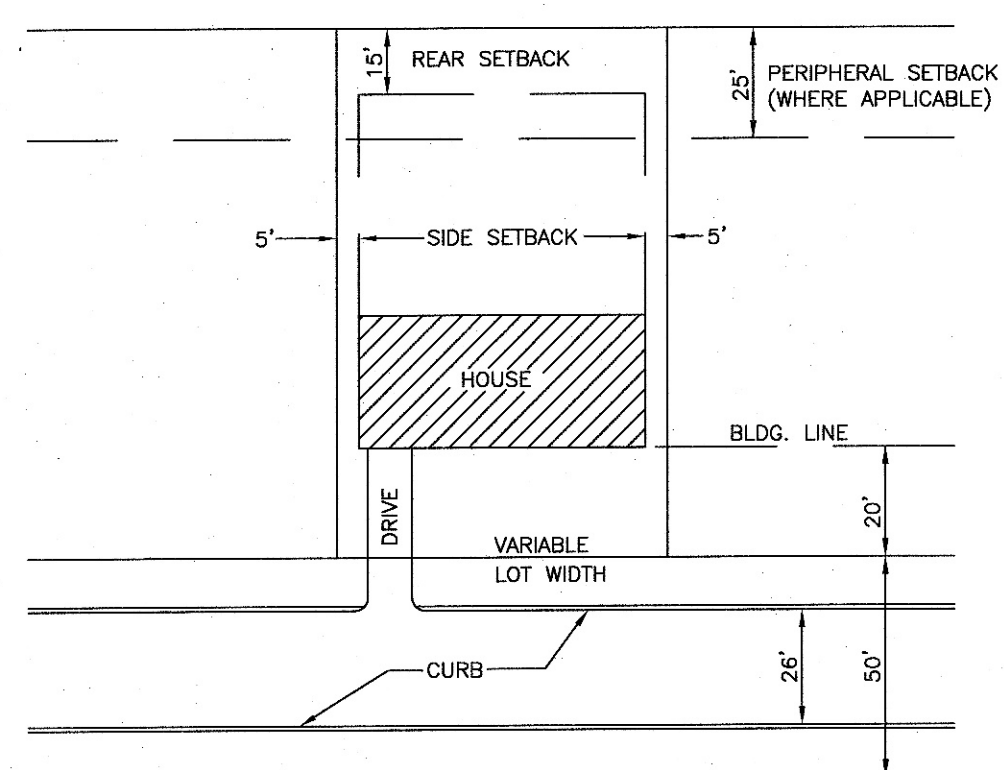 15'
REAR SETBACK
25'
PERIPHERAL SETBACK
(WHERE APPLICABLE)
5'
SIDE SETBACK
5'
HOUSE
BLDG. LINE
DRIVE
20'
VARIABLE
LOT WIDTH
CURB
26'
50'